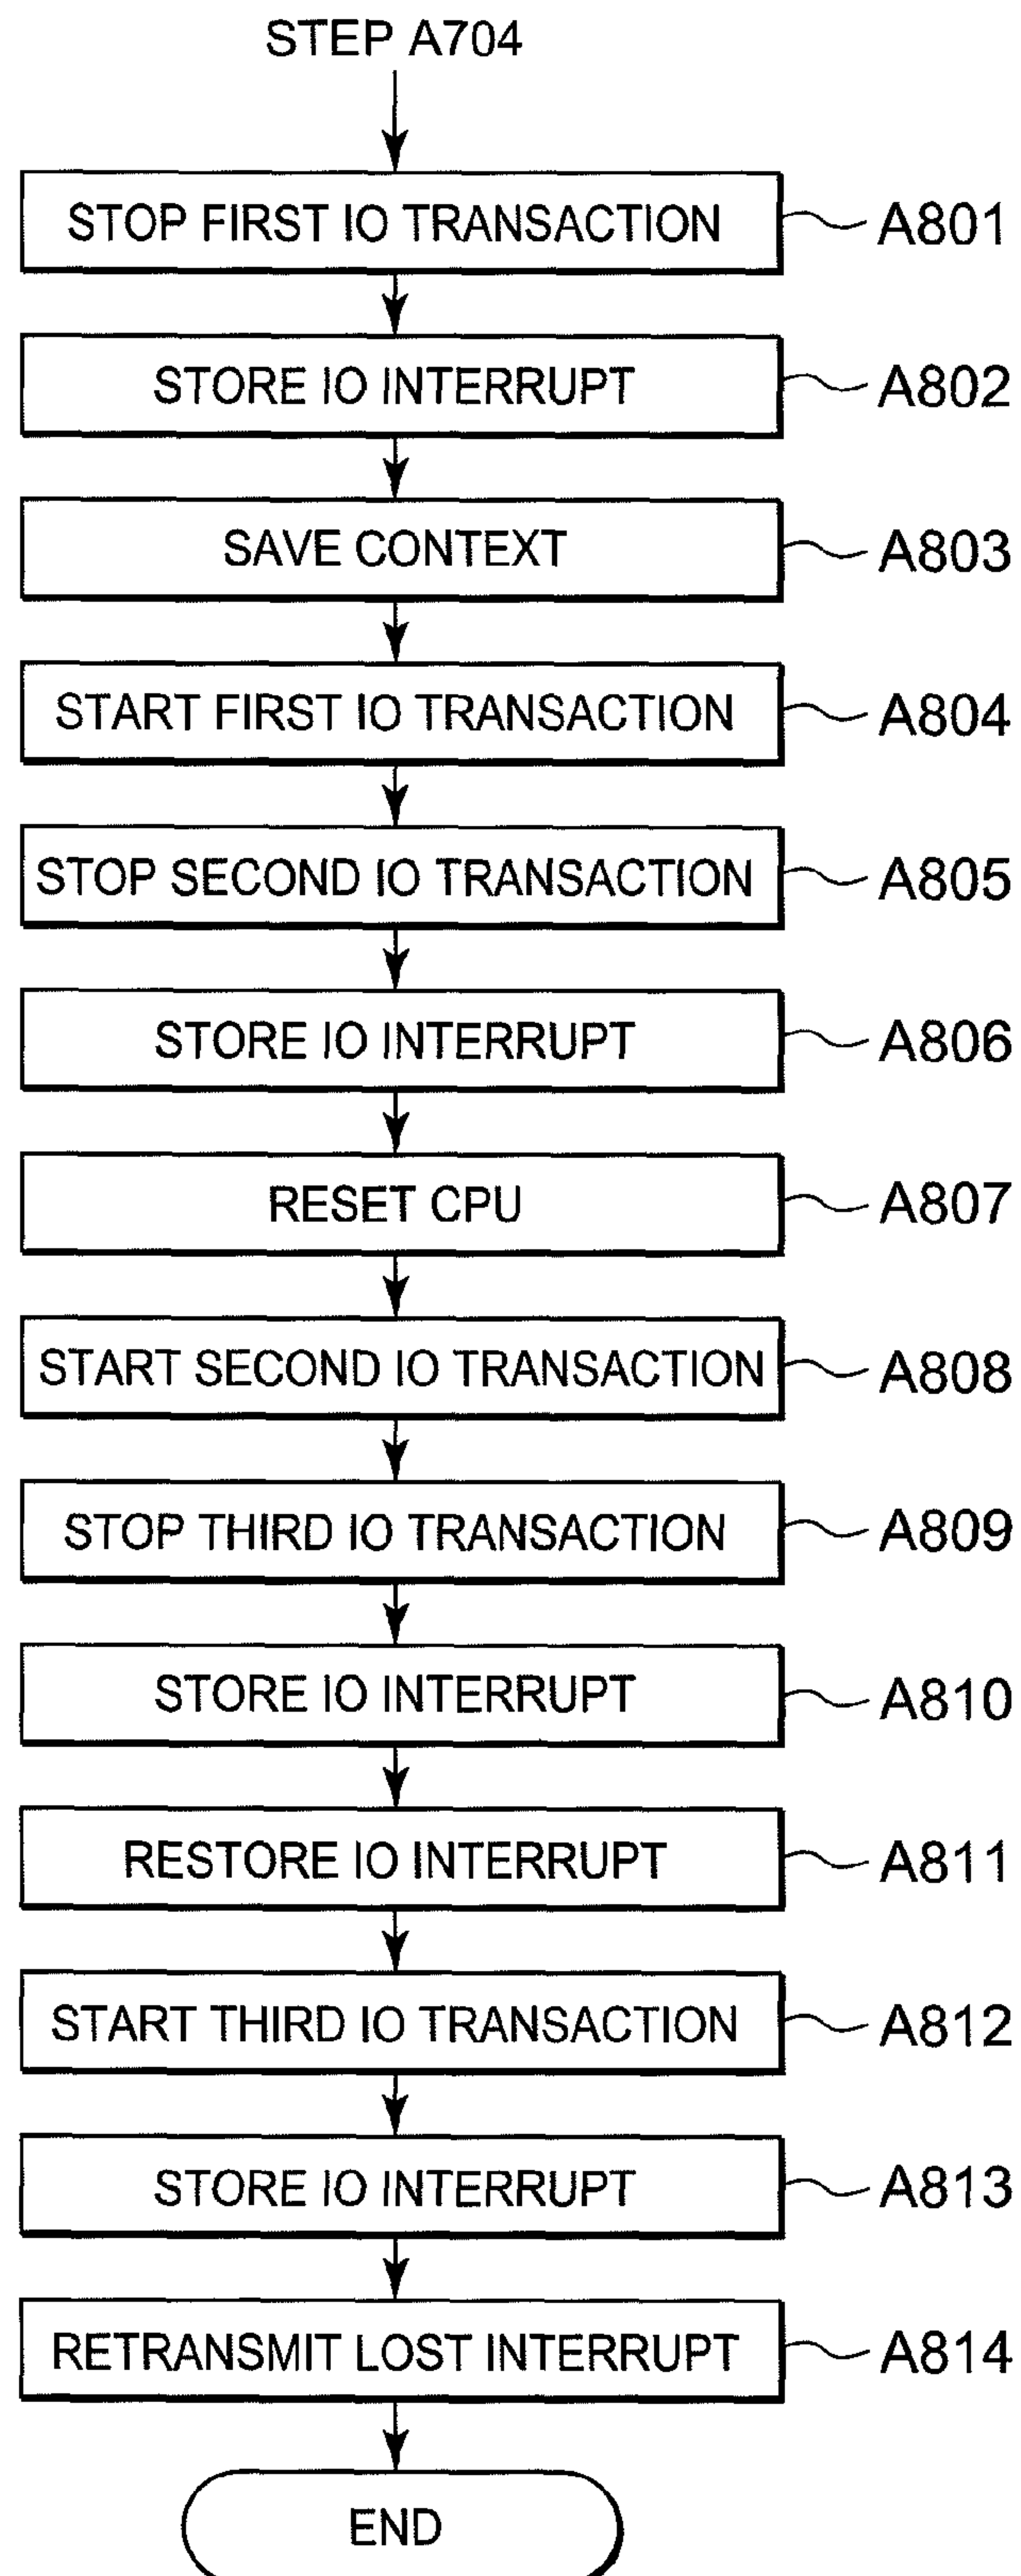 STEP A704
STOP FIRST IO TRANSACTION A801
STORE IO INTERRUPT A802
SAVE CONTEXT A803
START FIRST IO TRANSACTION A804
STOP SECOND IO TRANSACTION A805
STORE IO INTERRUPT A806
RESET CPU A807
START SECOND IO TRANSACTION A808
STOP THIRD IO TRANSACTION A809
STORE IO INTERRUPT A810
RESTORE IO INTERRUPT A811
START THIRD IO TRANSACTION A812
STORE IO INTERRUPT A813
RETRANSMIT LOST INTERRUPT A814
END